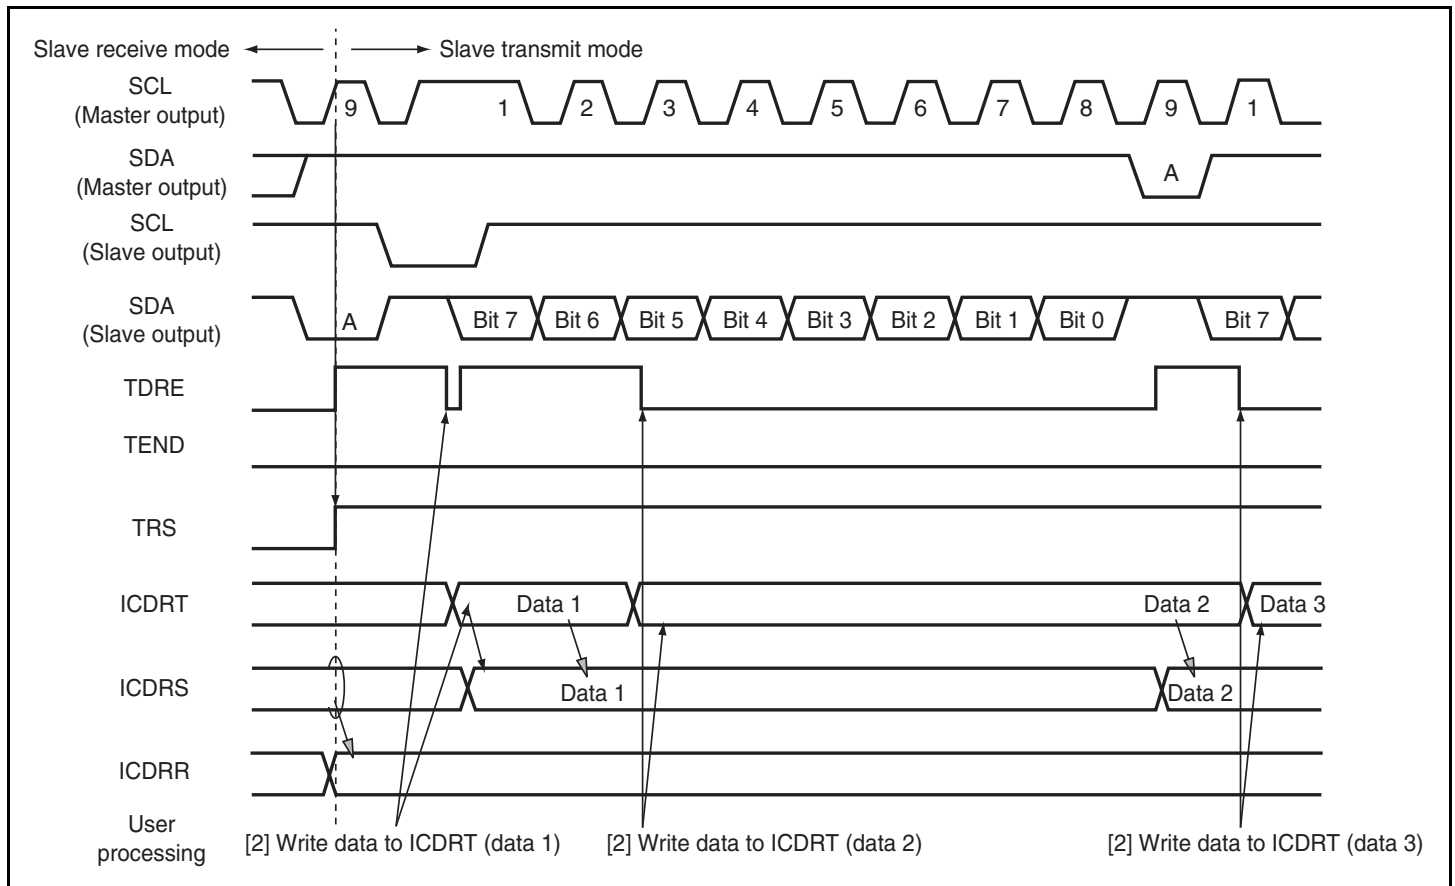 Slave receive mode
Slave transmit mode
SCL
(Master output)
9 1 2 3 4 5 6 7 8 9 1
SDA
(Master output)
A
SCL
(Slave output)
SDA
(Slave output)
A Bit 7 Bit 6 Bit 5 Bit 4 Bit 3 Bit 2 Bit 1 Bit 0 Bit 7
TDRE
TEND
TRS
ICDRT
Data 1 Data 2 Data 3
ICDRS
Data 1 Data 2
ICDRR
User
processing
[2] Write data to ICDRT (data 1) [2] Write data to ICDRT (data 2) [2] Write data to ICDRT (data 3)